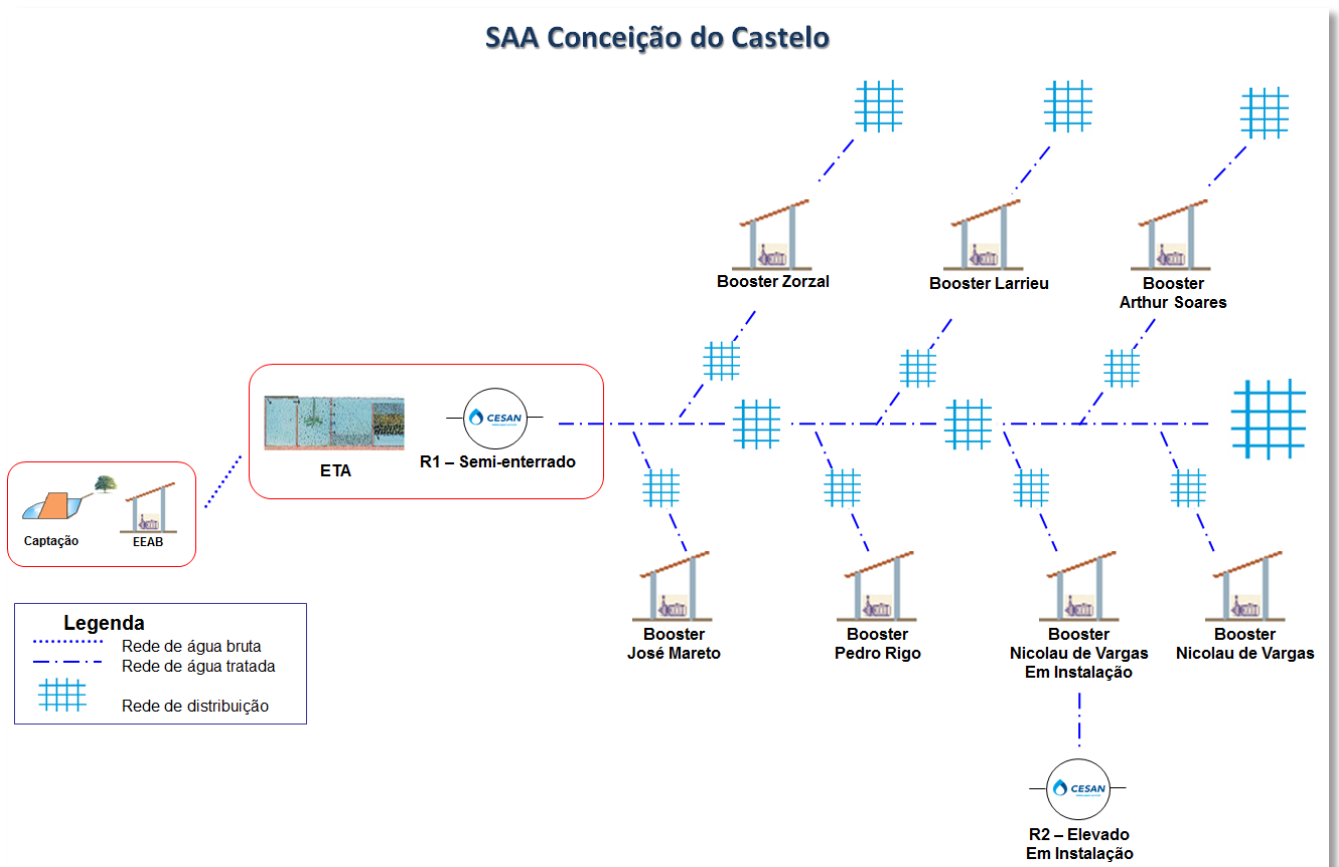 SAA Conceição do Castelo
Booster Zorzal
Booster Larrieu
Booster
Arthur Soares
CESAN
ETA
R1 – Semi-enterrado
Captação
EEAB
Booster
José Mareto
Booster
Pedro Rigo
Booster
Nicolau de Vargas
Em Instalação
Booster
Nicolau de Vargas
Legenda
Rede de água bruta
Rede de água tratada
Rede de distribuição
CESAN
R2 – Elevado
Em Instalação